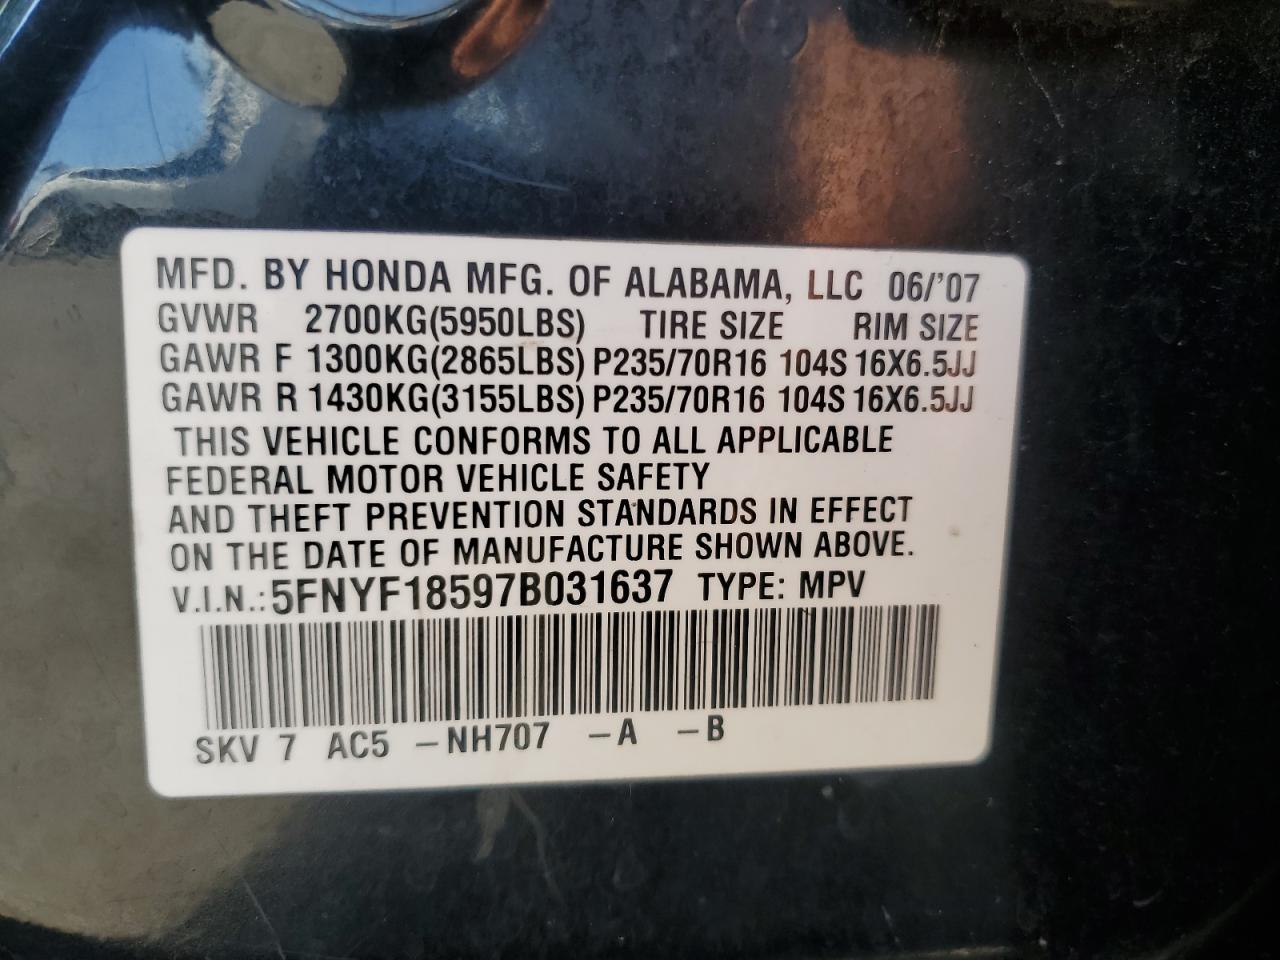 MFD. BY HONDA MFG. OF ALABAMA, LLC 06/'07
GVWR 2700KG(5950LBS) TIRE SIZE RIM SIZE
GAWR F 1300KG(2865LBS) P235/70R16 104S 16X6.5JJ
GAWR R 1430KG(3155LBS) P235/70R16 104S 16X6.5JJ
THIS VEHICLE CONFORMS TO ALL APPLICABLE
FEDERAL MOTOR VEHICLE SAFETY
AND THEFT PREVENTION STANDARDS IN EFFECT
ON THE DATE OF MANUFACTURE SHOWN ABOVE.
V.I.N.: 5FNYF18597B031637 TYPE: MPV
SKV 7 AC5 -NH707 -A -B